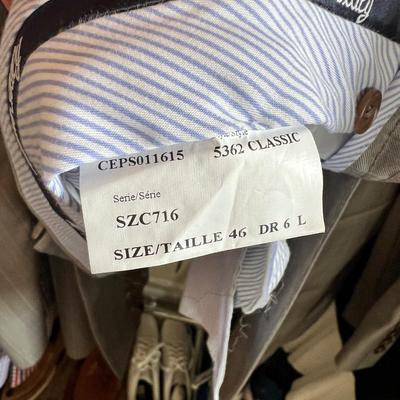 CEPS011615 5362 CLASSIC
Serie/Série
SZC716
SIZE/TAILLE 46 DR 6 L